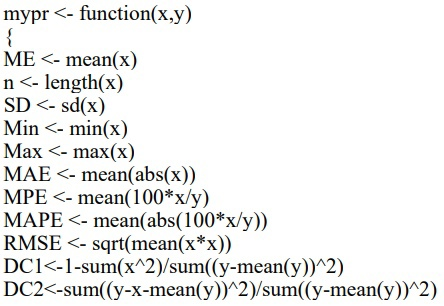 mypr <- function(x,y)
{
ME <- mean(x)
n <- length(x)
SD <- sd(x)
Min <- min(x)
Max <- max(x)
MAE <- mean(abs(x))
MPE <- mean(100*x/y)
MAPE <- mean(abs(100*x/y))
RMSE <- sqrt(mean(x*x))
DC1<-1-sum(x^2)/sum((y-mean(y))^2)
DC2<-sum((y-x-mean(y))^2)/sum((y-mean(y))^2)